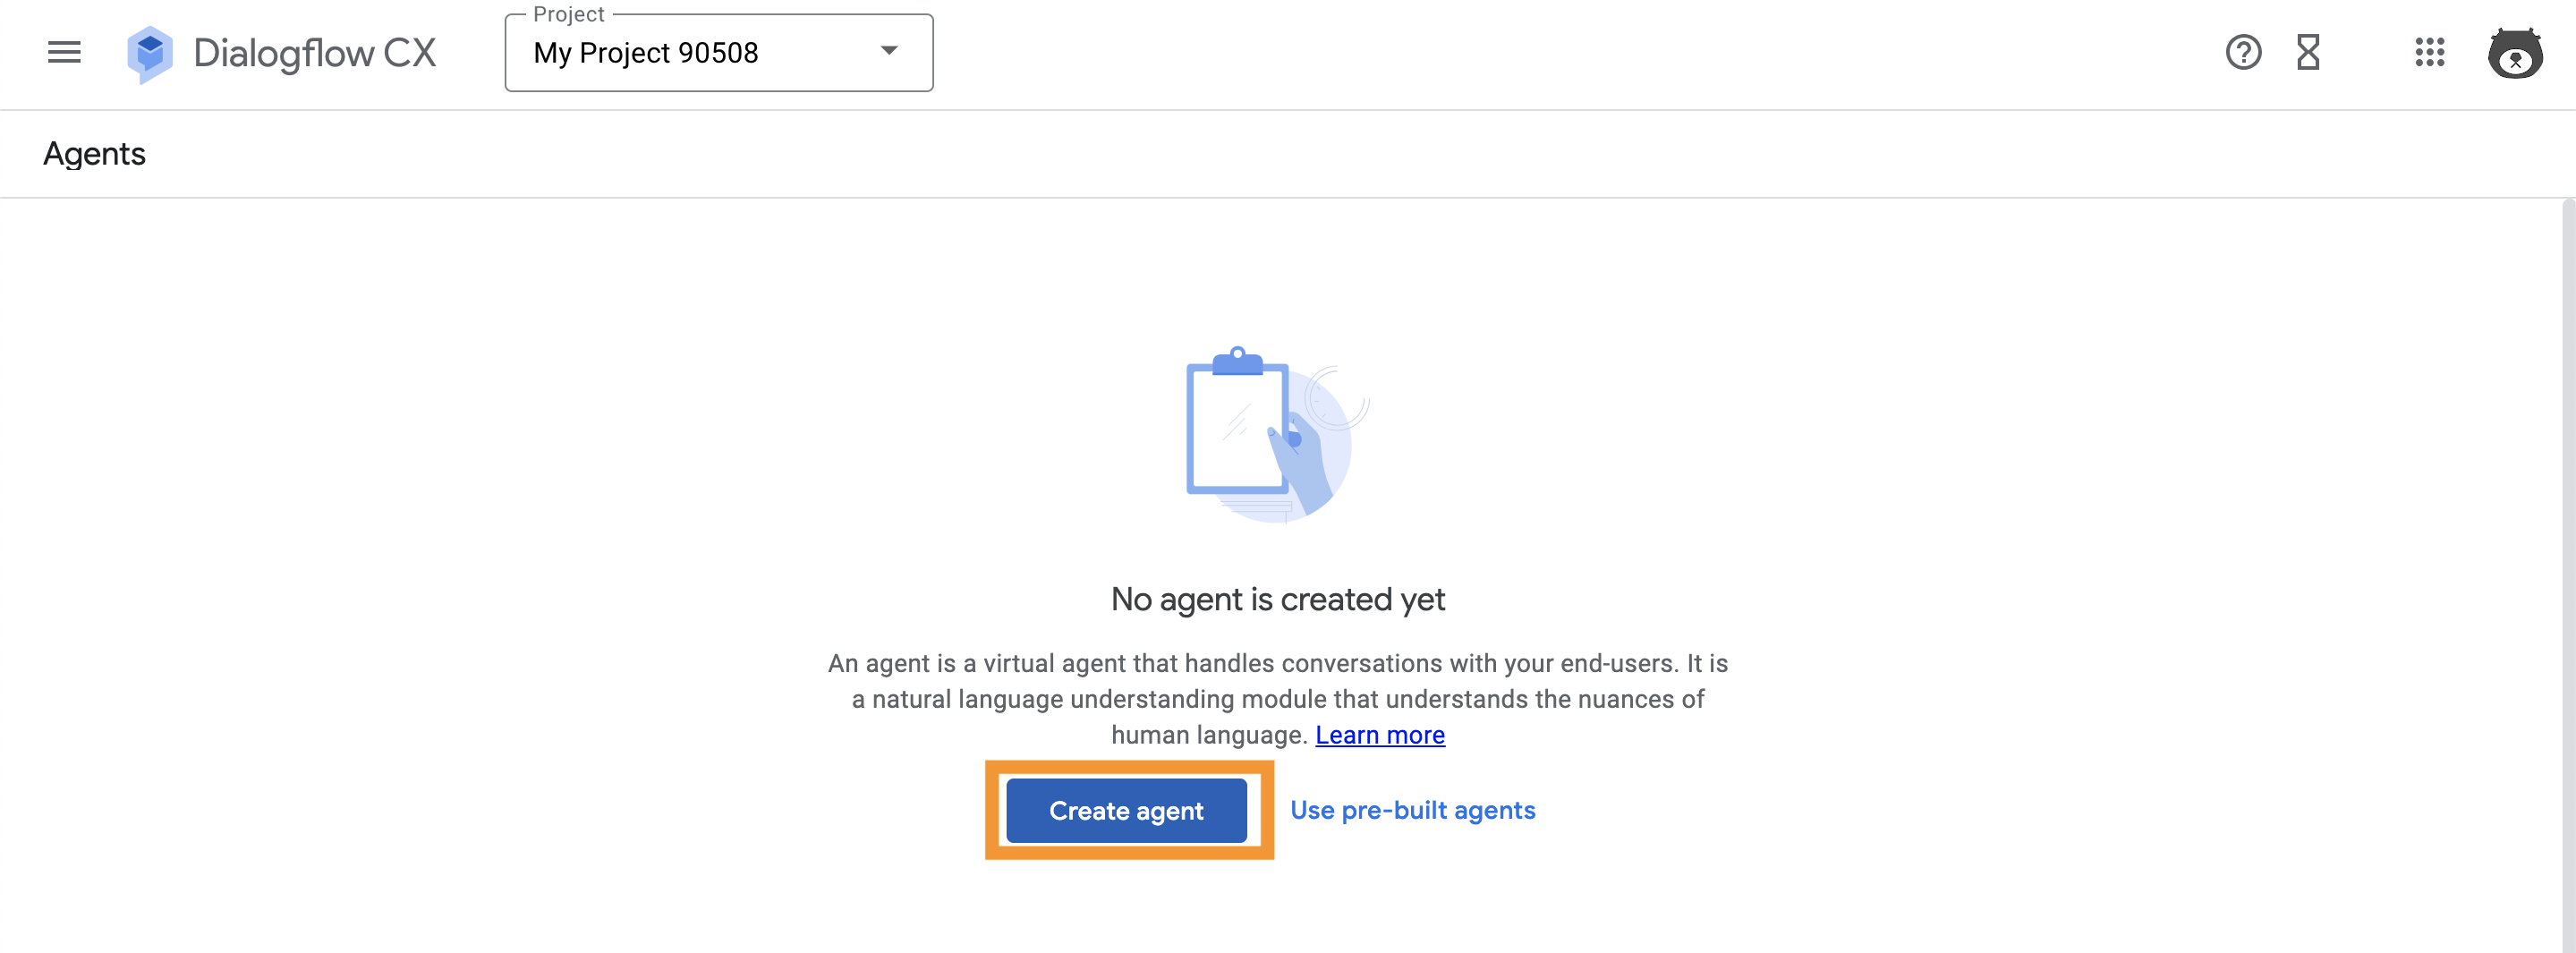 Project
Dialogflow CX
My Project 90508
Agents
No agent is created yet
An agent is a virtual agent that handles conversations with your end-users. It is
a natural language understanding module that understands the nuances of
human language. Learn more
Create agent
Use pre-built agents